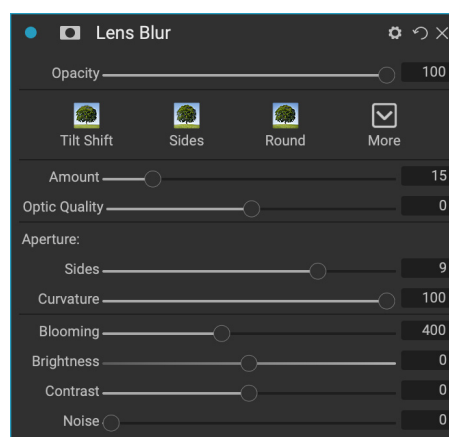 Lens Blur
Opacity 100
Tilt Shift Sides Round More
Amount 15
Optic Quality 0
Aperture:
Sides 9
Curvature 100
Blooming 400
Brightness 0
Contrast 0
Noise 0